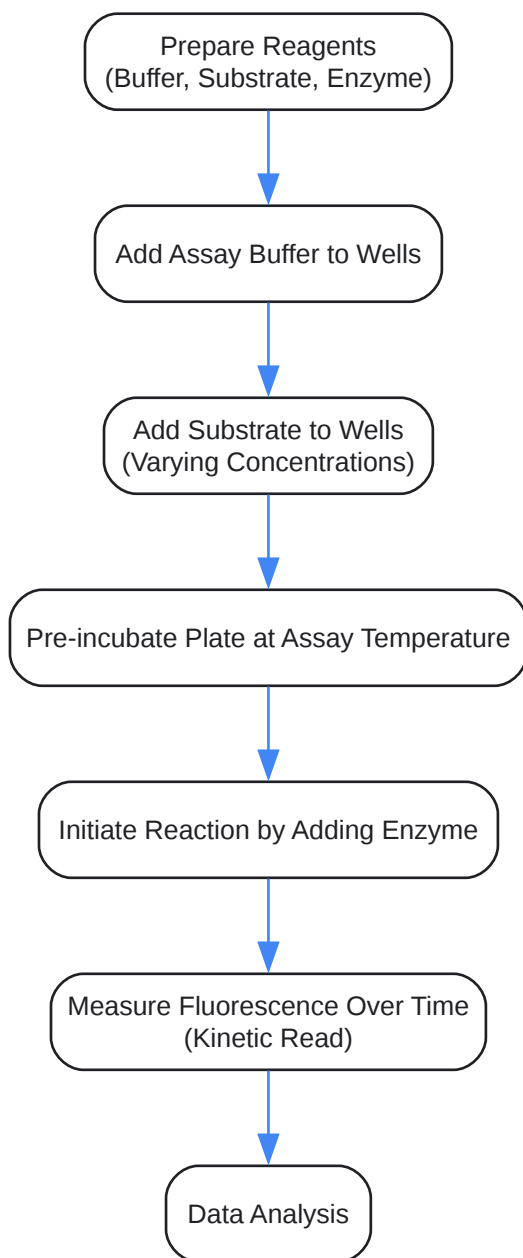 Prepare Reagents
(Buffer, Substrate, Enzyme)
Add Assay Buffer to Wells
Add Substrate to Wells
(Varying Concentrations)
Pre-incubate Plate at Assay Temperature
Initiate Reaction by Adding Enzyme
Measure Fluorescence Over Time
(Kinetic Read)
Data Analysis